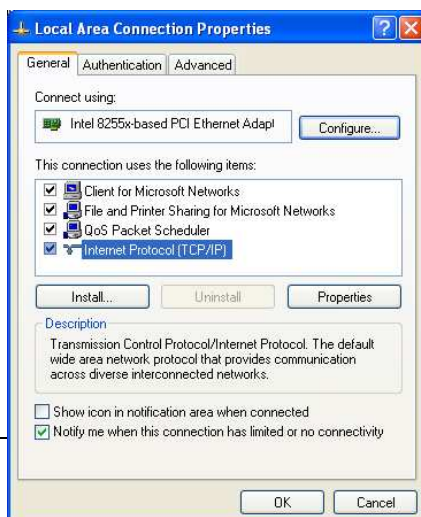 Local Area Connection Properties
General Authentication Advanced
Connect using:
Intel 8255x-based PCI Ethernet Adapt
Configure...
This connection uses the following items:
Client for Microsoft Networks
File and Printer Sharing for Microsoft Networks
QoS Packet Scheduler
Internet Protocol (TCP/IP)
Install... Uninstall Properties
Description
Transmission Control Protocol/Internet Protocol. The default
wide area network protocol that provides communication
across diverse interconnected networks.
Show icon in notification area when connected
Notify me when this connection has limited or no connectivity
OK Cancel